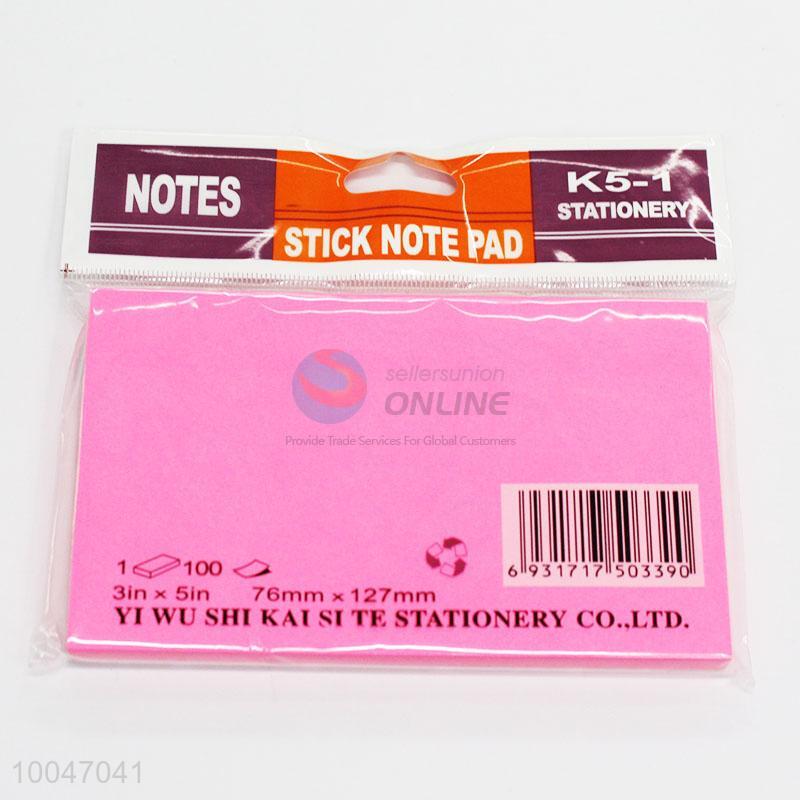 NOTES
STICK NOTE PAD
K5-1
STATIONERY
sellersunion
ONLINE
Provide Trade Services For Global Customers
1 100
3in x 5in 76mm x 127mm
YI WU SHI KAI SI TE STATIONERY CO.,LTD.
6 931717 503390
10047041